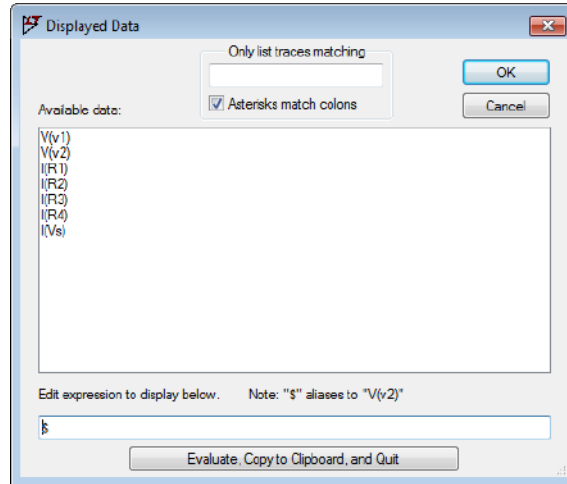 Displayed Data
Only list traces matching
OK
Asterisks match colons
Cancel
Available data:
V(v1)
V(v2)
I(R1)
I(R2)
I(R3)
I(R4)
I(Vs)
Edit expression to display below. Note: "$" aliases to "V(v2)"
$
Evaluate, Copy to Clipboard, and Quit